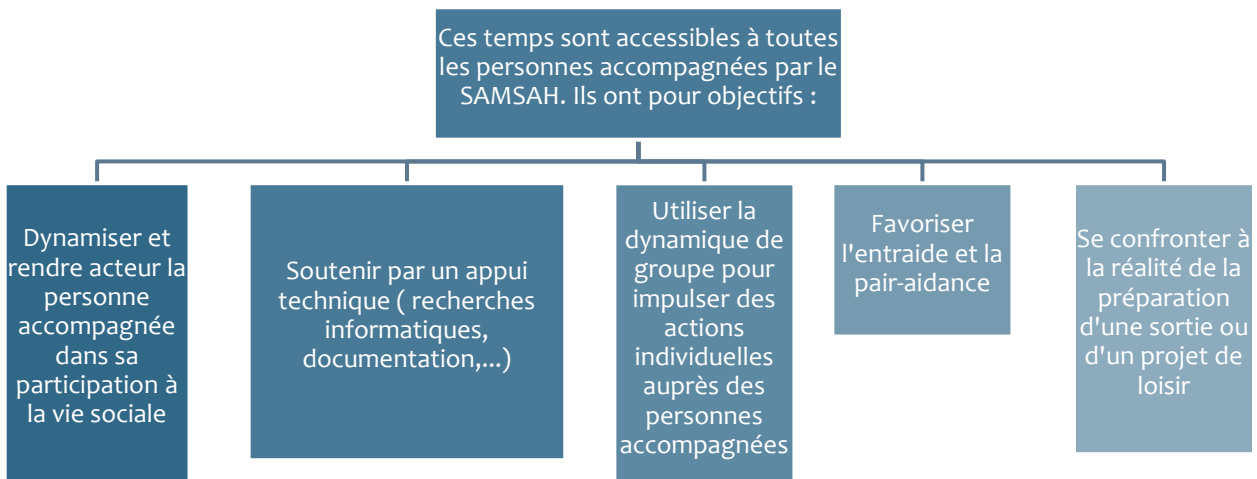 Ces temps sont accessibles à toutes
les personnes accompagnées par le
SAMSAH. Ils ont pour objectifs :
Dynamiser et
rendre acteur la
personne
accompagnée
dans sa
participation à
la vie sociale
Soutenir par un appui
technique ( recherches
informatiques,
documentation,...)
Utiliser la
dynamique de
groupe pour
impulser des
actions
individuelles
auprès des
personnes
accompagnées
Favoriser
l'entraide et la
pair-aidance
Se confronter à
la réalité de la
préparation
d'une sortie ou
d'un projet de
loisir